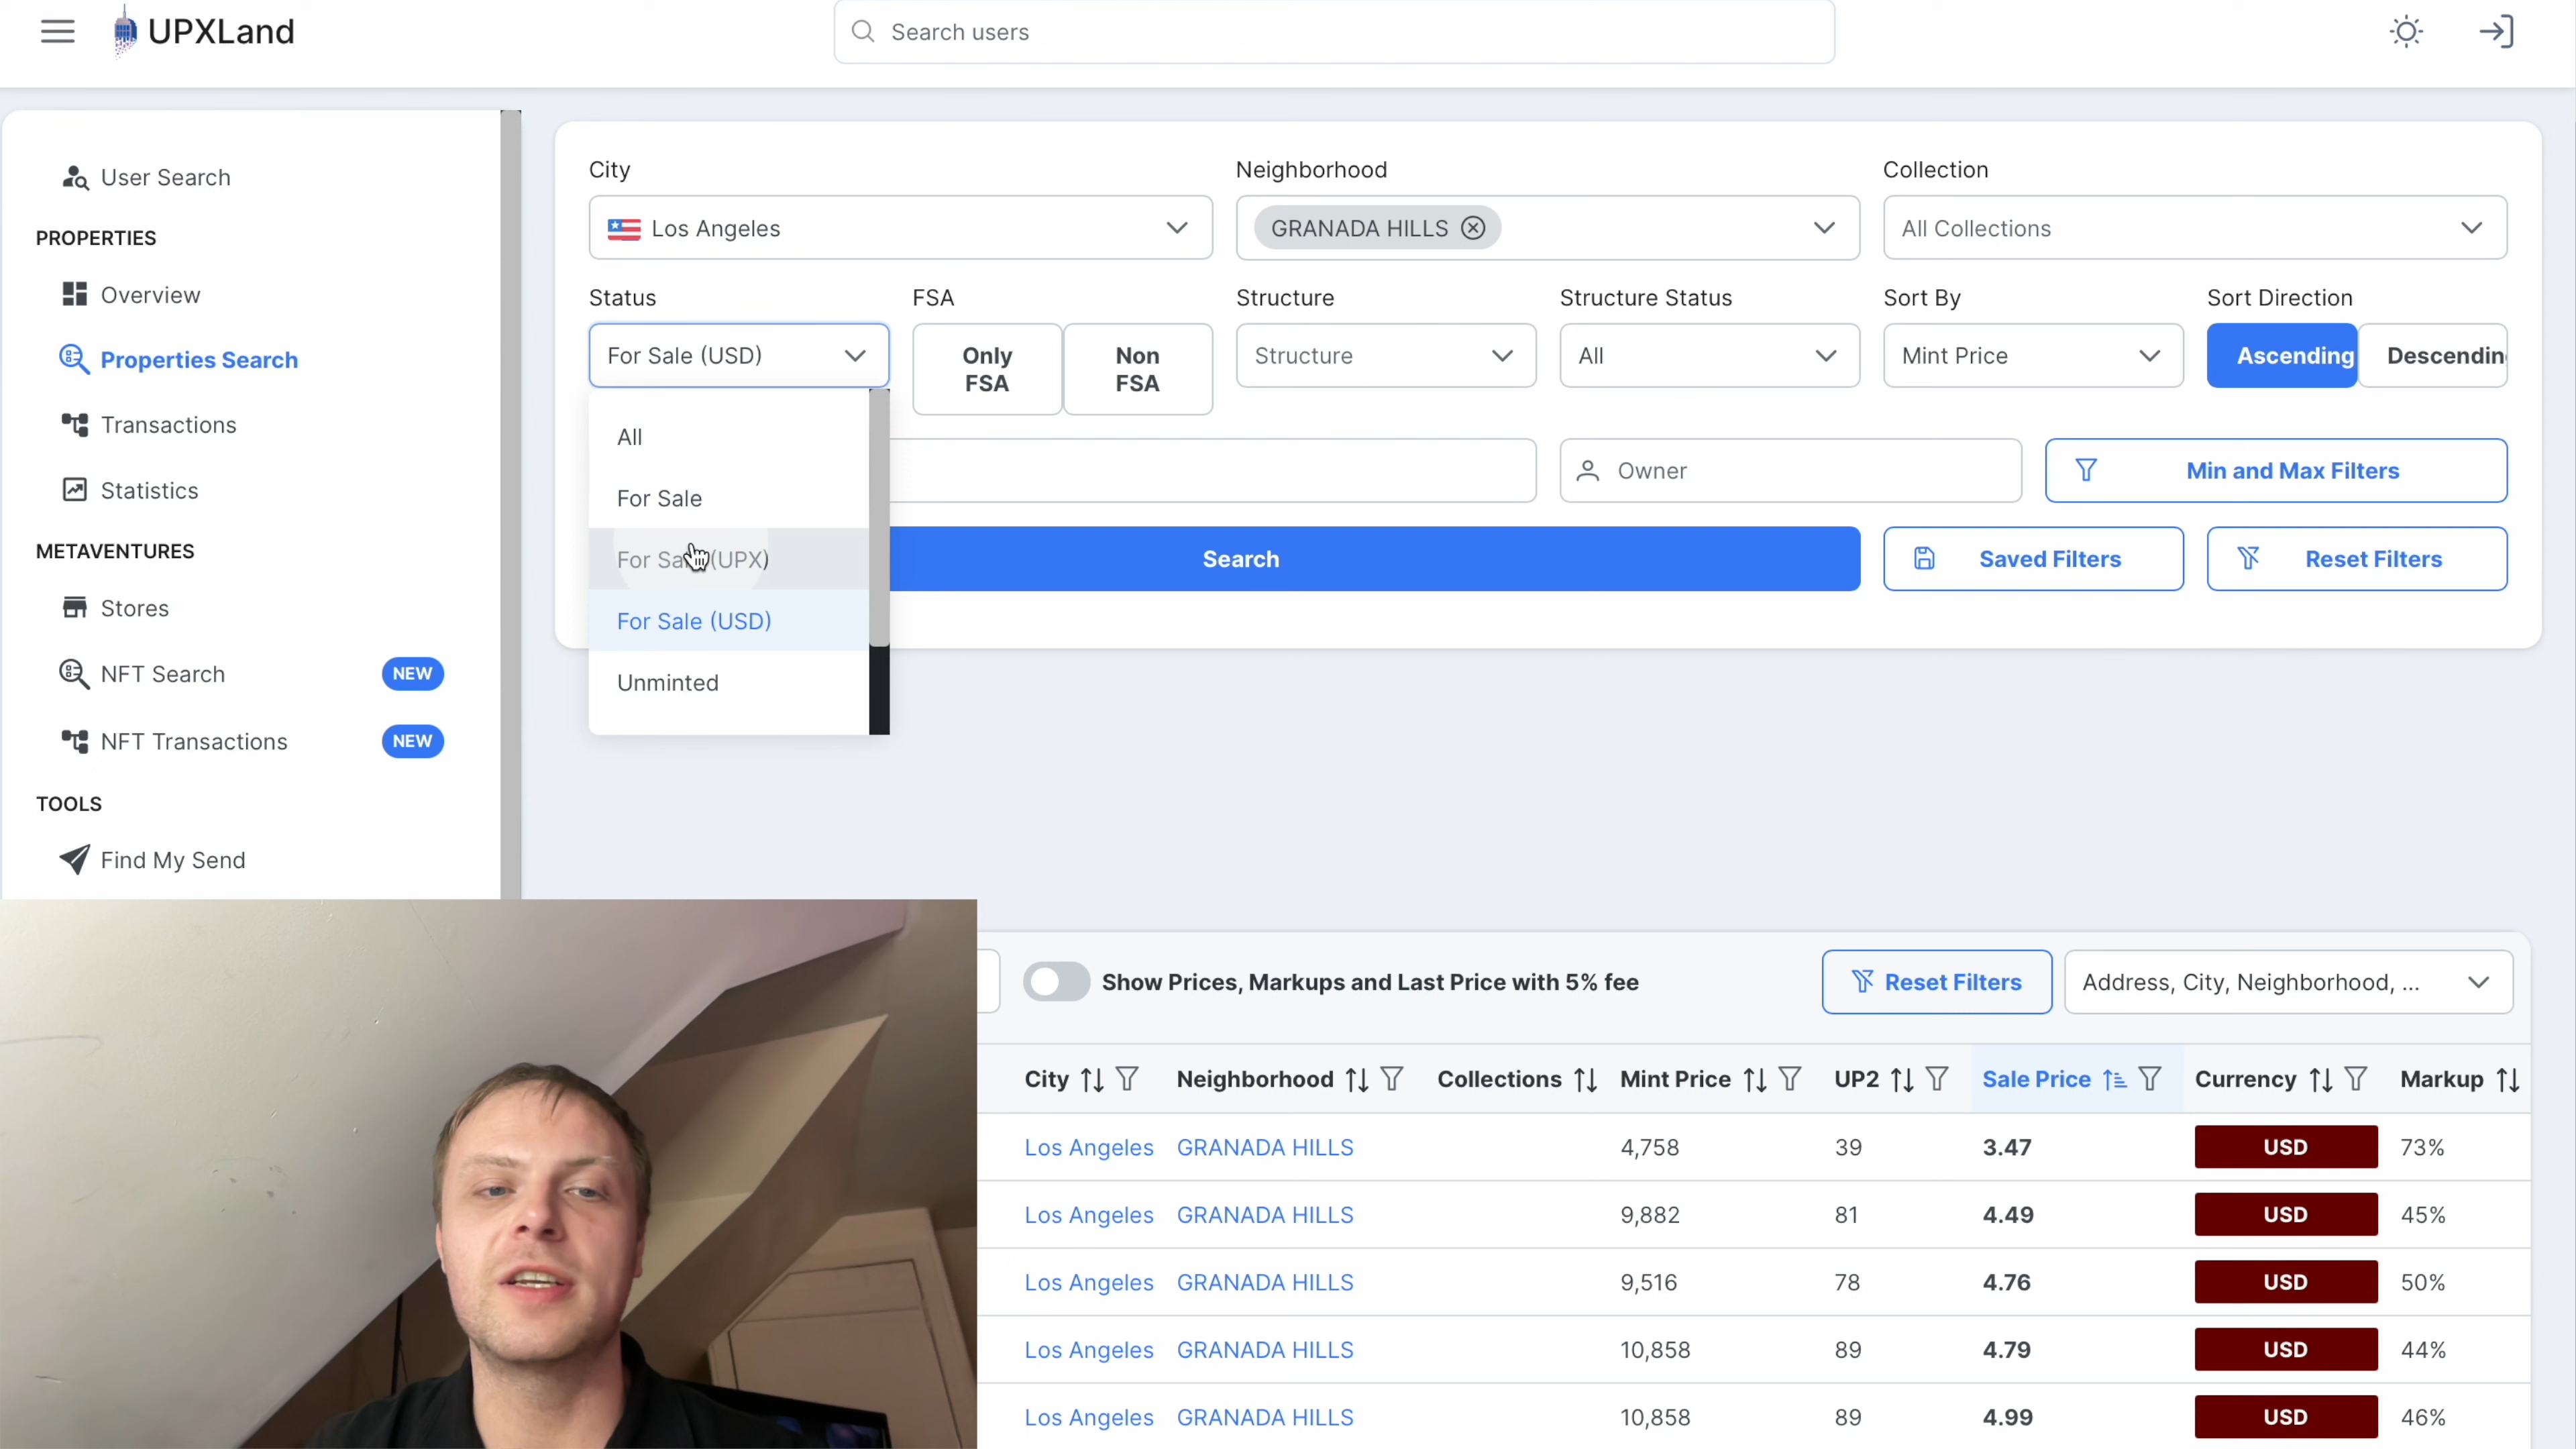 UPXLand
Search users
User Search
PROPERTIES
Overview
Properties Search
Transactions
Statistics
METAVENTURES
Stores
NFT Search NEW
NFT Transactions NEW
TOOLS
Find My Send
City Neighborhood Collection
Los Angeles GRANADA HILLS All Collections
Status FSA Structure Structure Status Sort By Sort Direction
For Sale (USD) Only FSA Non FSA Structure All Mint Price Ascending Descendin
All
For Sale
For Sale (UPX)
For Sale (USD)
Unminted
Owner Min and Max Filters
Search Saved Filters Reset Filters
Show Prices, Markups and Last Price with 5% fee Reset Filters Address, City, Neighborhood, ...
City Neighborhood Collections Mint Price UP2 Sale Price Currency Markup
Los Angeles GRANADA HILLS 4,758 39 3.47 USD 73%
Los Angeles GRANADA HILLS 9,882 81 4.49 USD 45%
Los Angeles GRANADA HILLS 9,516 78 4.76 USD 50%
Los Angeles GRANADA HILLS 10,858 89 4.79 USD 44%
Los Angeles GRANADA HILLS 10,858 89 4.99 USD 46%